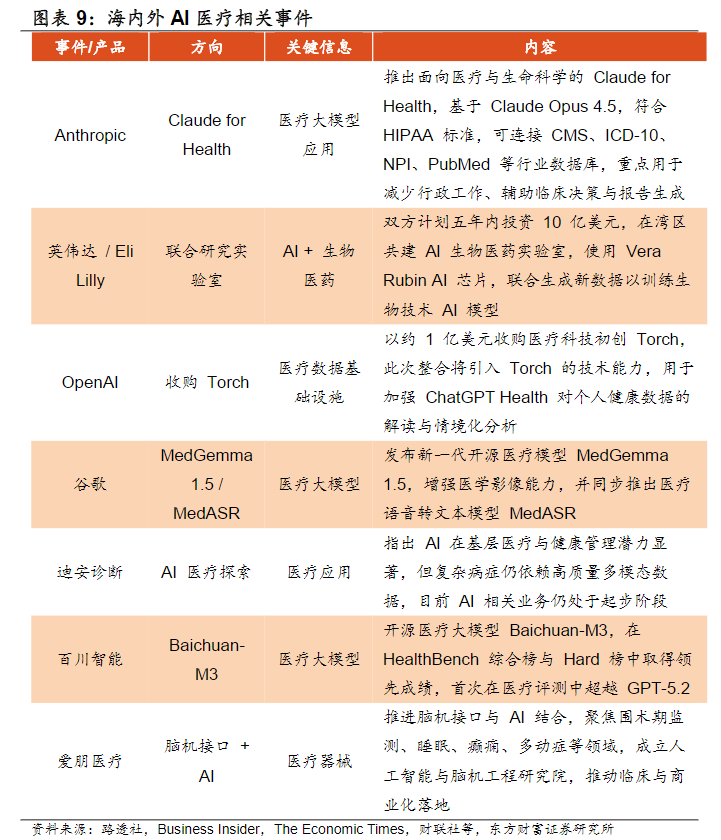 图表 9：海内外 AI 医疗相关事件
事件/产品 方向 关键信息 内容
Anthropic
Claude for
Health
医疗大模型
应用
推出面向医疗与生命科学的 Claude for
Health，基于 Claude Opus 4.5，符合
HIPAA 标准，可连接 CMS、ICD-10、
NPI、PubMed 等行业数据库，重点用于
减少行政工作、辅助临床决策与报告生成
英伟达 / Eli
Lilly
联合研究实
验室
AI + 生物
医药
双方计划五年内投资 10 亿美元，在湾区
共建 AI 生物医药实验室，使用 Vera
Rubin AI 芯片，联合生成新数据以训练生
物技术 AI 模型
OpenAI
收购 Torch
医疗数据基
础设施
以约 1 亿美元收购医疗科技初创 Torch，
此次整合将引入 Torch 的技术能力，用于
加强 ChatGPT Health 对个人健康数据的
解读与情境化分析
谷歌
MedGemma
1.5 /
MedASR
医疗大模型
发布新一代开源医疗模型 MedGemma
1.5，增强医学影像能力，并同步推出医疗
语音转文本模型 MedASR
迪安诊断
AI 医疗探索
医疗应用
指出 AI 在基层医疗与健康管理潜力显
著，但复杂病症仍依赖高质量多模态数
据，目前 AI 相关业务仍处于起步阶段
百川智能
Baichuan-
M3
医疗大模型
开源医疗大模型 Baichuan-M3，在
HealthBench 综合榜与 Hard 榜中取得领
先成绩，首次在医疗评测中超越 GPT-5.2
爱朋医疗
脑机接口 +
AI
医疗器械
推进脑机接口与 AI 结合，聚焦围术期监
测、睡眠、癫痫、多动症等领域，成立人
工智能与脑机工程研究院，推动临床与商
业化落地
资料来源：路透社，Business Insider，The Economic Times，财联社等，东方财富证券研究所